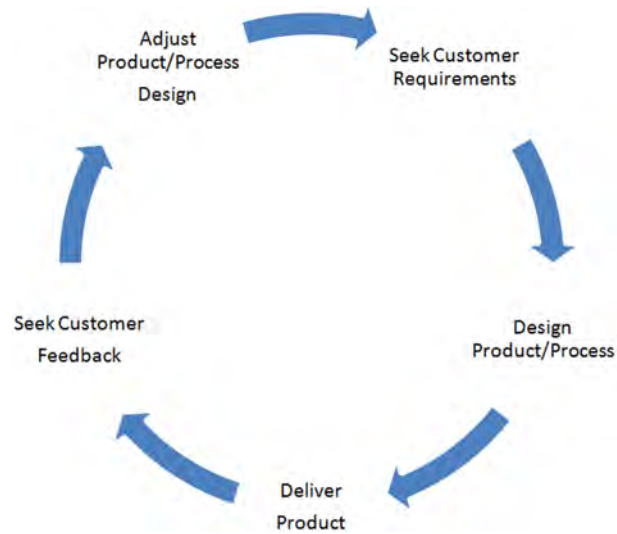 Adjust
Product/Process
Design
Seek Customer
Requirements
Design
Product/Process
Deliver
Product
Seek Customer
Feedback